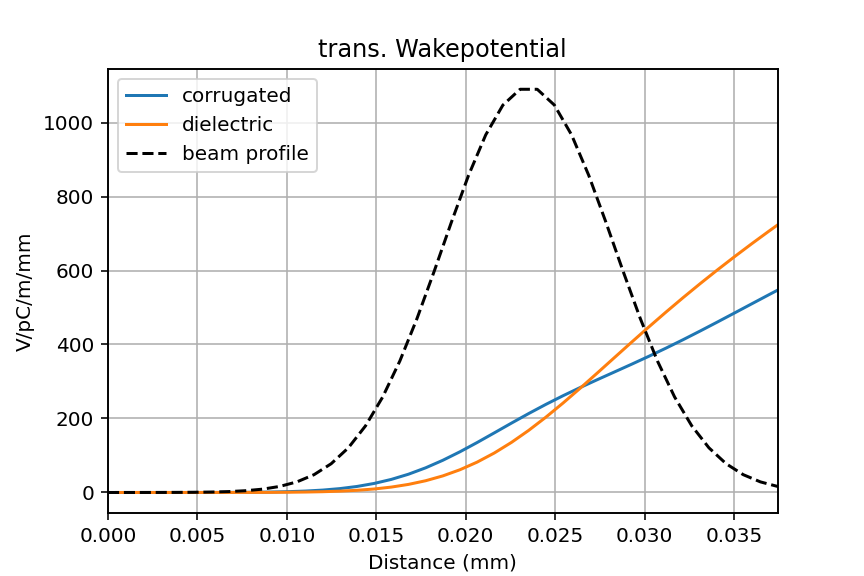 trans. Wakepotential
corrugated
dielectric
beam profile
V/pC/m/mm
1000
800
600
400
200
0
0.000 0.005 0.010 0.015 0.020 0.025 0.030 0.035
Distance (mm)